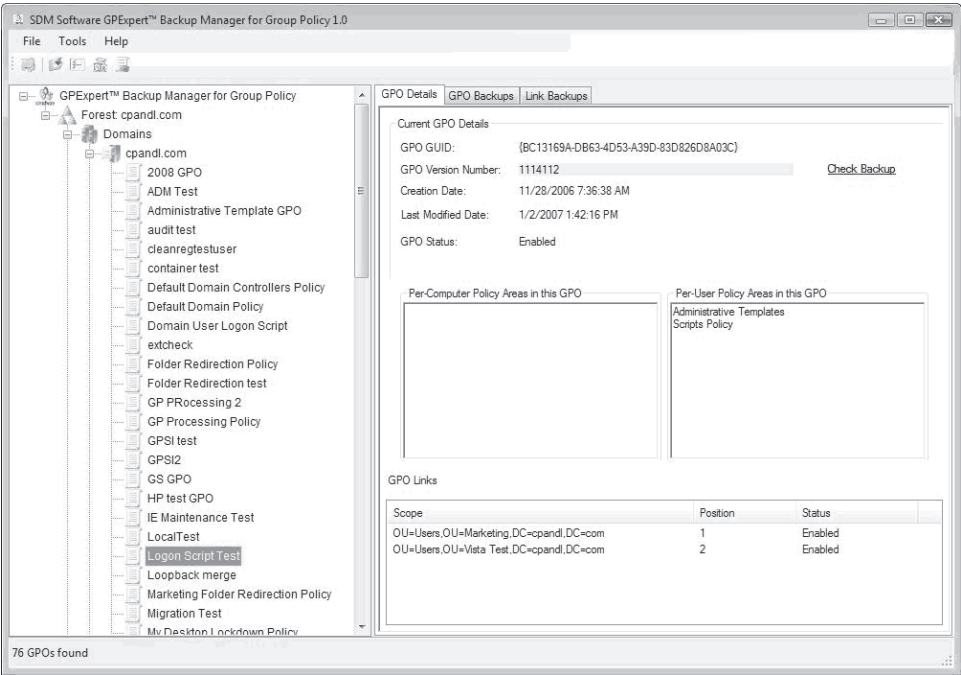 SDM Software GPExpert™ Backup Manager for Group Policy 1.0
File Tools Help
GPExpert™ Backup Manager for Group Policy
Forest: cpandl.com
Domains
cpandl.com
2008 GPO
ADM Test
Administrative Template GPO
audit test
cleanregtestuser
container test
Default Domain Controllers Policy
Default Domain Policy
Domain User Logon Script
extcheck
Folder Redirection Policy
Folder Redirection test
GP PRocessing 2
GP Processing Policy
GPSI test
GPSI2
GS GPO
HP test GPO
IE Maintenance Test
LocalTest
Logon Script Test
Loopback merge
Marketing Folder Redirection Policy
Migration Test
My Desktop Lockdown Policy
GPO Details GPO Backups Link Backups
Current GPO Details
GPO GUID: {BC13169A-DB63-4D53-A39D-83D826D8A03C}
GPO Version Number: 1114112 Check Backup
Creation Date: 11/28/2006 7:36:38 AM
Last Modified Date: 1/2/2007 1:42:16 PM
GPO Status: Enabled
Per-Computer Policy Areas in this GPO
Per-User Policy Areas in this GPO
Administrative Templates
Scripts Policy
GPO Links
Scope Position Status
OU=Users,OU=Marketing,DC=cpandl,DC=com 1 Enabled
OU=Users,OU=Vista Test,DC=cpandl,DC=com 2 Enabled
76 GPOs found